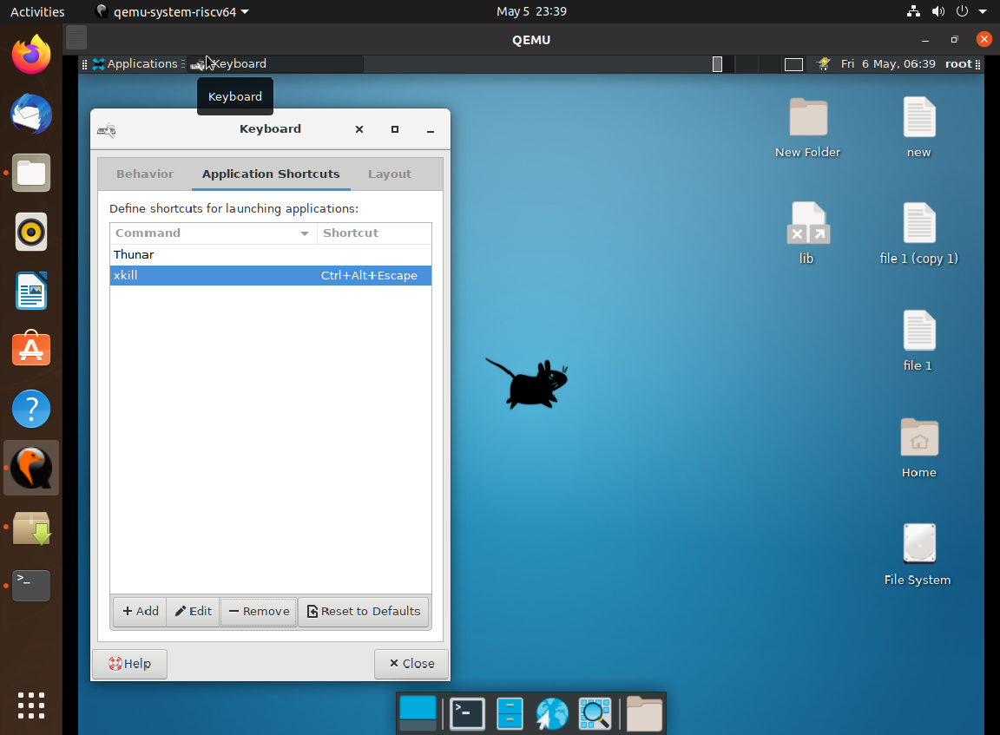 Activities
qemu-system-riscv64
May 5 23:39
QEMU
Applications
Keyboard
Fri 6 May, 06:39
root
Keyboard
Keyboard
Behavior
Application Shortcuts
Layout
Define shortcuts for launching applications:
Command
Shortcut
Thunar
xkill
Ctrl+Alt+Escape
Add
Edit
Remove
Reset to Defaults
Help
Close
New Folder
new
lib
file 1 (copy 1)
file 1
Home
File System